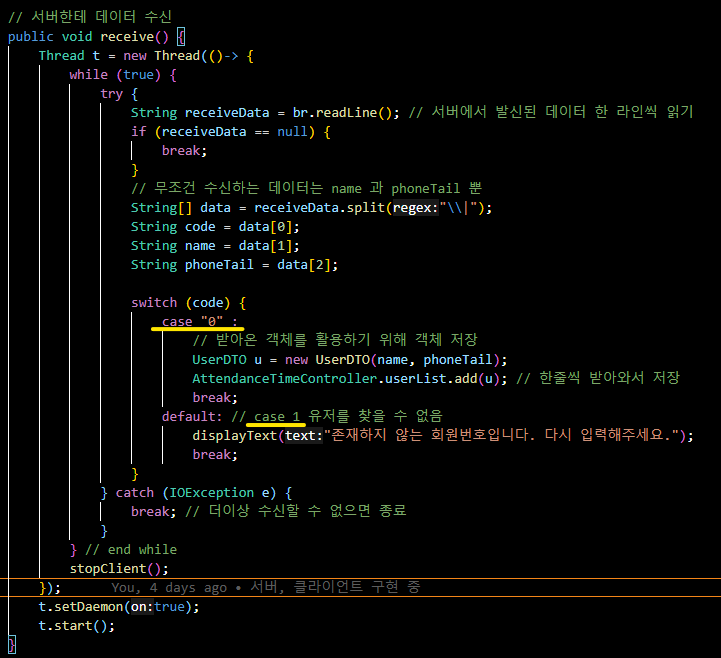 // 서버한테 데이터 수신
public void receive() {
Thread t = new Thread(()-> {
while (true) {
try {
String receiveData = br.readLine(); // 서버에서 발신된 데이터 한 라인씩 읽기
if (receiveData == null) {
break;
}
// 무조건 수신하는 데이터는 name 과 phoneTail 뿐
String[] data = receiveData.split(regex:"\\|");
String code = data[0];
String name = data[1];
String phoneTail = data[2];
switch (code) {
case "0" :
// 받아온 객체를 활용하기 위해 객체 저장
UserDTO u = new UserDTO(name, phoneTail);
AttendanceTimeController.userList.add(u); // 한줄씩 받아와서 저장
break;
default: // case 1 유저를 찾을 수 없음
displayText(text:"존재하지 않는 회원번호입니다. 다시 입력해주세요.");
break;
}
} catch (IOException e) {
break; // 더이상 수신할 수 없으면 종료
}
} // end while
stopClient();
}); You, 4 days ago • 서버, 클라이언트 구현 중
t.setDaemon(on:true);
t.start();
}